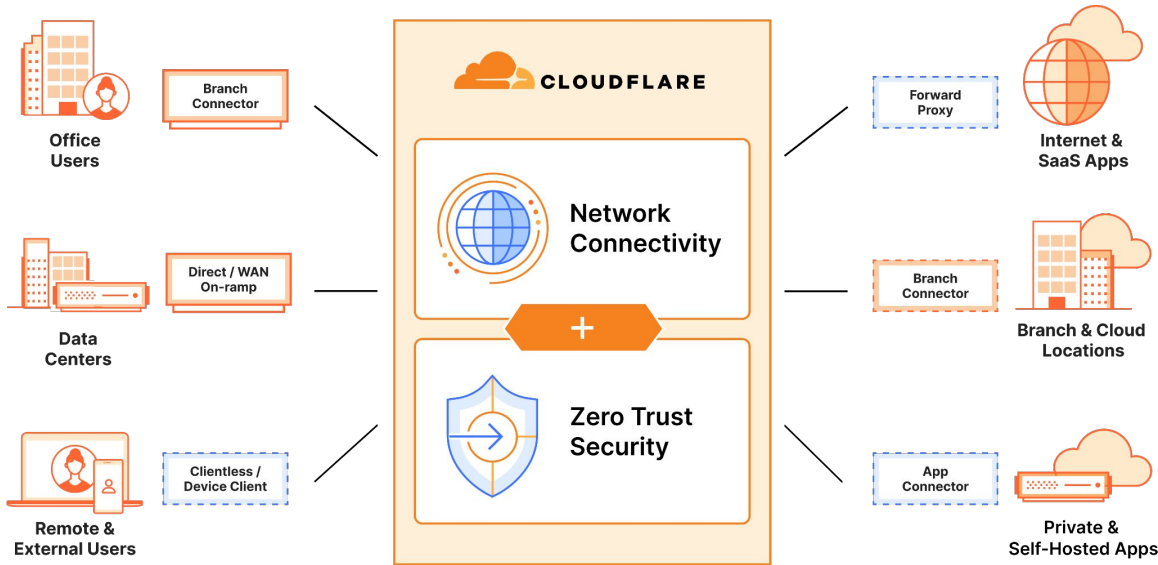 Office
Users
Branch
Connector
Data
Centers
Direct / WAN
On-ramp
Remote &
External Users
Clientless /
Device Client
CLOUDFLARE
Network
Connectivity
+
Zero Trust
Security
Forward
Proxy
Internet &
SaaS Apps
Branch
Connector
Branch & Cloud
Locations
App
Connector
Private &
Self-Hosted Apps